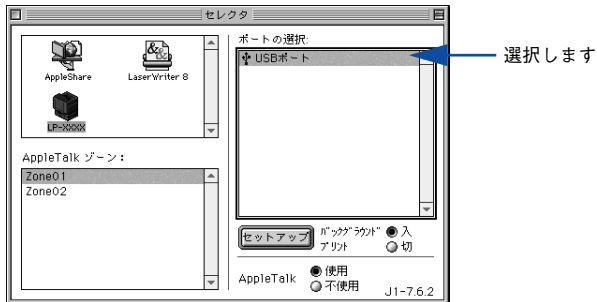 セレクタ
AppleShare
LaserWriter 8
LP-XXXX
ポートの選択:
USBポート
選択します
AppleTalk ゾーン：
Zone01
Zone02
セットアップ
バックグラウンド
プリント
入
切
AppleTalk
使用
不使用
J1-7.6.2